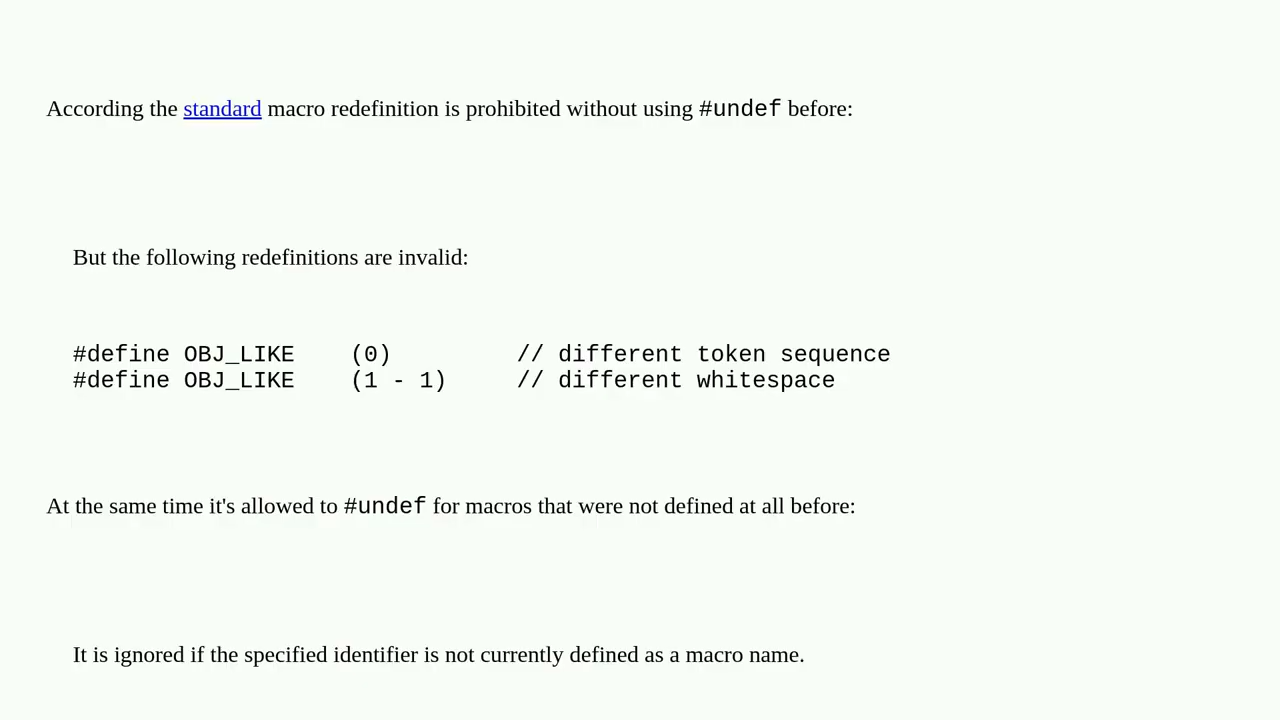 According the standard macro redefinition is prohibited without using #undef before:
But the following redefinitions are invalid:
#define OBJ_LIKE    (0)         // different token sequence
#define OBJ_LIKE    (1 - 1)     // different whitespace
At the same time it's allowed to #undef for macros that were not defined at all before:
It is ignored if the specified identifier is not currently defined as a macro name.